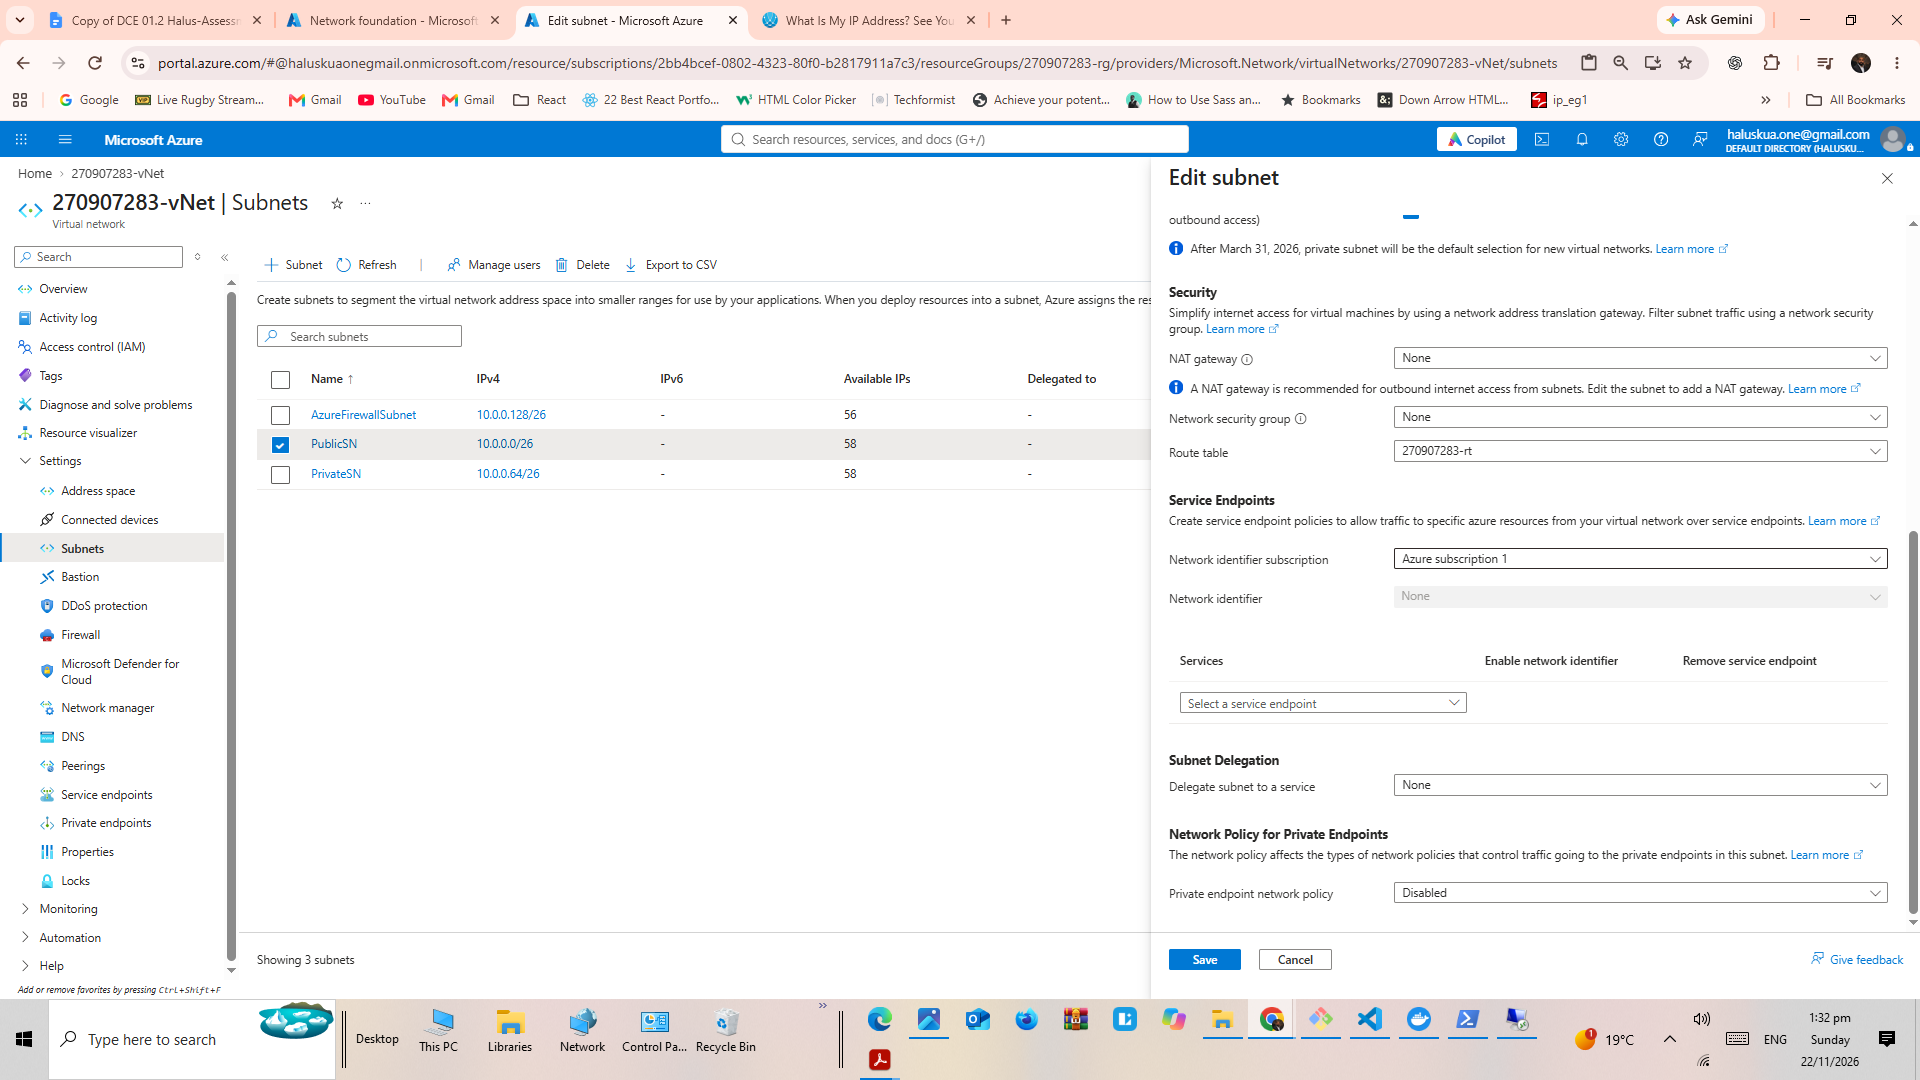 Copy of DCE 01.2 Halus-Assessm
Network foundation - Microsoft
Edit subnet - Microsoft Azure
What Is My IP Address? See You
Ask Gemini
portal.azure.com/#@haluskuaonegmail.onmicrosoft.com/resource/subscriptions/2bb4bcef-0802-4323-80f0-b2817911a7c3/resourceGroups/270907283-rg/providers/Microsoft.Network/virtualNetworks/270907283-vNet/subnets
Google
Live Rugby Stream...
Gmail
YouTube
Gmail
React
22 Best React Portfo...
HTML Color Picker
Techformist
Achieve your potent...
How to Use Sass an...
Bookmarks
Down Arrow HTML...
ip_eg1
All Bookmarks
Microsoft Azure
Search resources, services, and docs (G+/)
Copilot
haluskua.one@gmail.com
DEFAULT DIRECTORY (HALUSKU...
Home
270907283-vNet
270907283-vNet | Subnets
Virtual network
Search
Overview
Activity log
Access control (IAM)
Tags
Diagnose and solve problems
Resource visualizer
Settings
Address space
Connected devices
Subnets
Bastion
DDoS protection
Firewall
Microsoft Defender for
Cloud
Network manager
DNS
Peerings
Service endpoints
Private endpoints
Properties
Locks
Monitoring
Automation
Help
Add or remove favorites by pressing Ctrl+Shift+F
Subnet
Refresh
Manage users
Delete
Export to CSV
Create subnets to segment the virtual network address space into smaller ranges for use by your applications. When you deploy resources into a subnet, Azure assigns the res
Search subnets
Name ↑ IPv4 IPv6 Available IPs Delegated to
AzureFirewallSubnet 10.0.0.128/26 - 56 -
PublicSN 10.0.0.0/26 - 58 -
PrivateSN 10.0.0.64/26 - 58 -
Showing 3 subnets
Edit subnet
outbound access)
After March 31, 2026, private subnet will be the default selection for new virtual networks. Learn more
Security
Simplify internet access for virtual machines by using a network address translation gateway. Filter subnet traffic using a network security
group. Learn more
NAT gateway None
A NAT gateway is recommended for outbound internet access from subnets. Edit the subnet to add a NAT gateway. Learn more
Network security group None
Route table 270907283-rt
Service Endpoints
Create service endpoint policies to allow traffic to specific azure resources from your virtual network over service endpoints. Learn more
Network identifier subscription Azure subscription 1
Network identifier None
Services Enable network identifier Remove service endpoint
Select a service endpoint
Subnet Delegation
Delegate subnet to a service None
Network Policy for Private Endpoints
The network policy affects the types of network policies that control traffic going to the private endpoints in this subnet. Learn more
Private endpoint network policy Disabled
Save
Cancel
Give feedback
Type here to search
Desktop
This PC
Libraries
Network
Control Pa...
Recycle Bin
1
19°C
ENG
1:32 pm
Sunday
22/11/2026